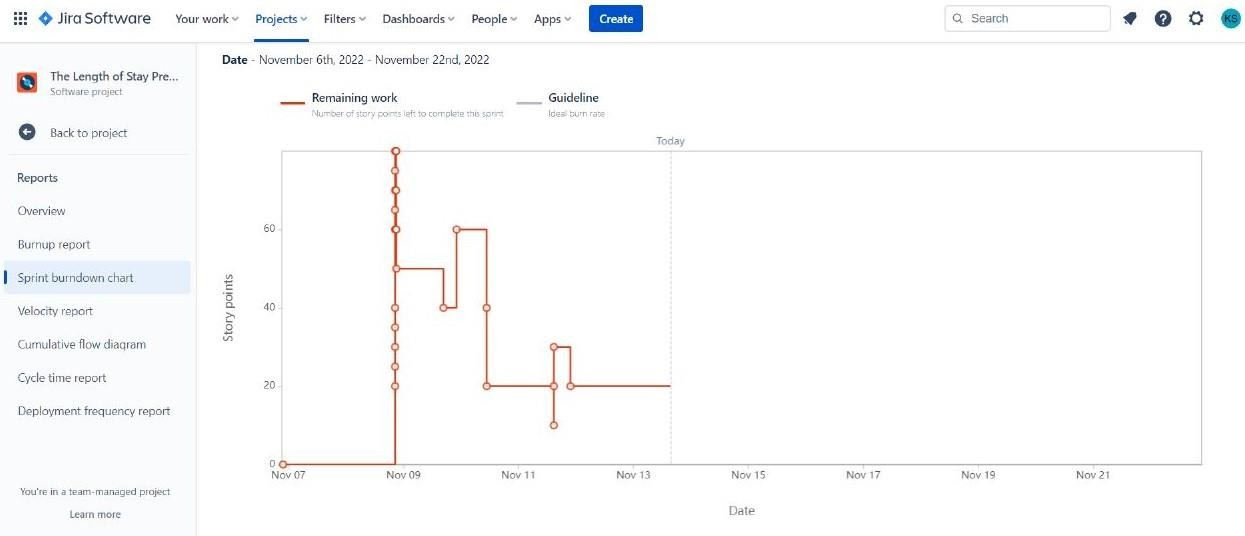 Jira Software Your work Projects Filters Dashboards People Apps Create Search KS
The Length of Stay Pre...
Software project
Back to project
Reports
Overview
Burnup report
Sprint burndown chart
Velocity report
Cumulative flow diagram
Cycle time report
Deployment frequency report
You're in a team-managed project
Learn more
Date - November 6th, 2022 - November 22nd, 2022
Remaining work Guideline
Number of story points left to complete this sprint Ideal burn rate
Today
Story points
60
40
20
0
Nov 07 Nov 09 Nov 11 Nov 13 Nov 15 Nov 17 Nov 19 Nov 21
Date